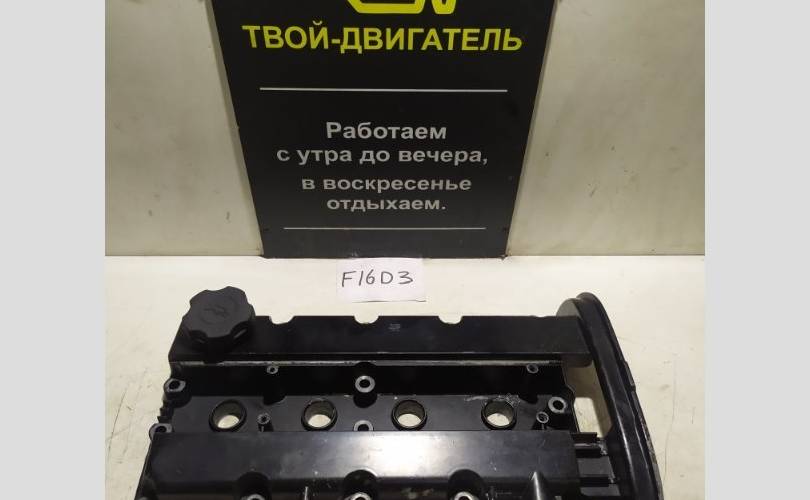 ТВОЙ-ДВИГАТЕЛЬ
Работаем
с утра до вечера,
в воскресенье
отдыхаем.
F16D3